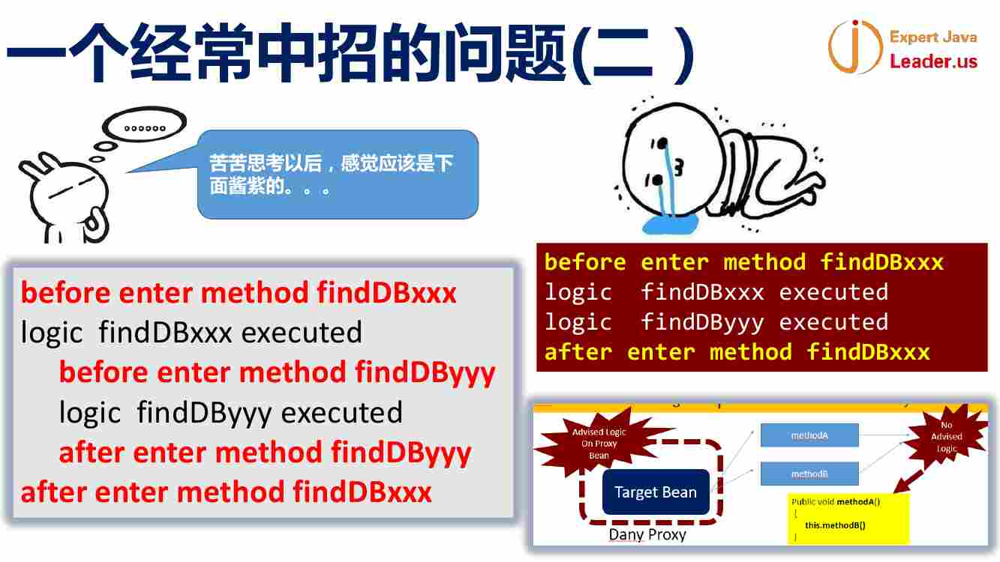 一个经常中招的问题(二）
Expert Java
Leader.us
苦苦思考以后，感觉应该是下
面酱紫的。。。
before enter method findDBxxx
logic findDBxxx executed
before enter method findDByyy
logic findDByyy executed
after enter method findDByyy
after enter method findDBxxx
before enter method findDBxxx
logic findDBxxx executed
logic findDByyy executed
after enter method findDBxxx
Advised Logic
On Proxy
Bean
Target Bean
Dany Proxy
methodA
methodB
No
Advised
Logic
Public void methodA()
{
this.methodB()
}